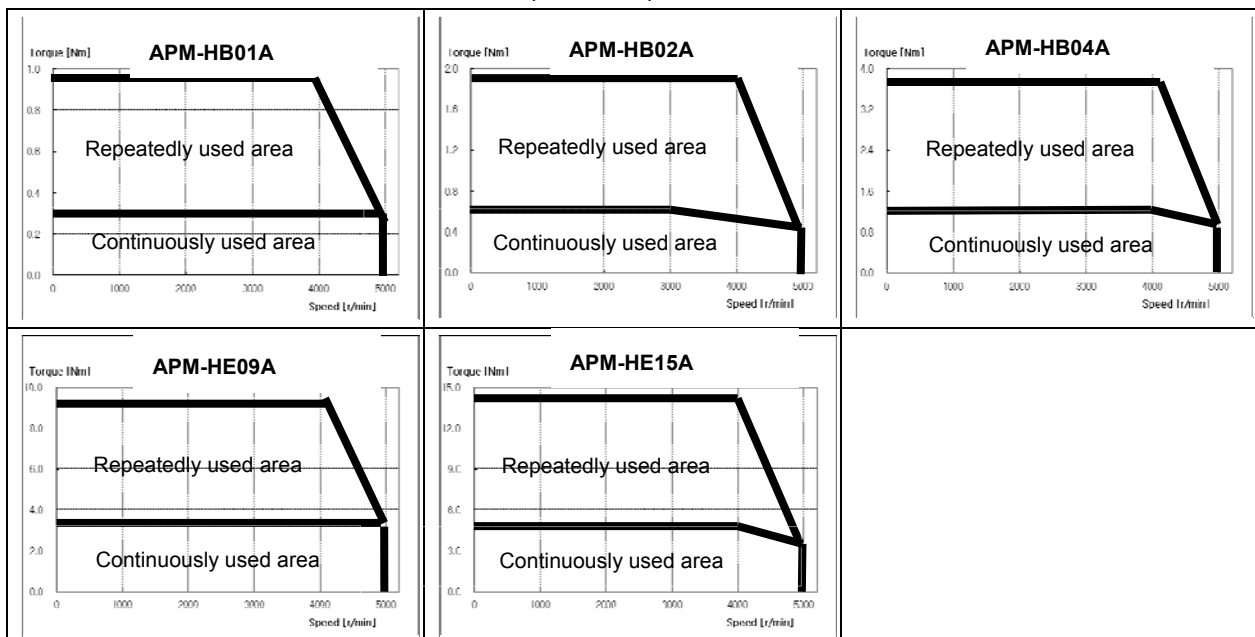 Torque [Nm] APM-HB01A
1.0
0.8
0.6
0.4
0.2
0.0
Repeatedly used area
Continuously used area
0 1000 2000 3000 4000 5000
Speed [r/min]
Torque [Nm] APM-HB02A
2.0
1.6
1.2
0.8
0.4
0.0
Repeatedly used area
Continuously used area
0 1000 2000 3000 4000 5000
Speed [r/min]
Torque [Nm] APM-HB04A
4.0
3.2
2.4
1.6
0.8
0.0
Repeatedly used area
Continuously used area
0 1000 2000 3000 4000 5000
Speed [r/min]
Torque [Nm] APM-HE09A
10.0
8.0
6.0
4.0
2.0
0.0
Repeatedly used area
Continuously used area
0 1000 2000 3000 4000 5000
Speed [r/min]
Torque [Nm] APM-HE15A
15.0
12.0
9.0
6.0
3.0
0.0
Repeatedly used area
Continuously used area
0 1000 2000 3000 4000 5000
Speed [r/min]